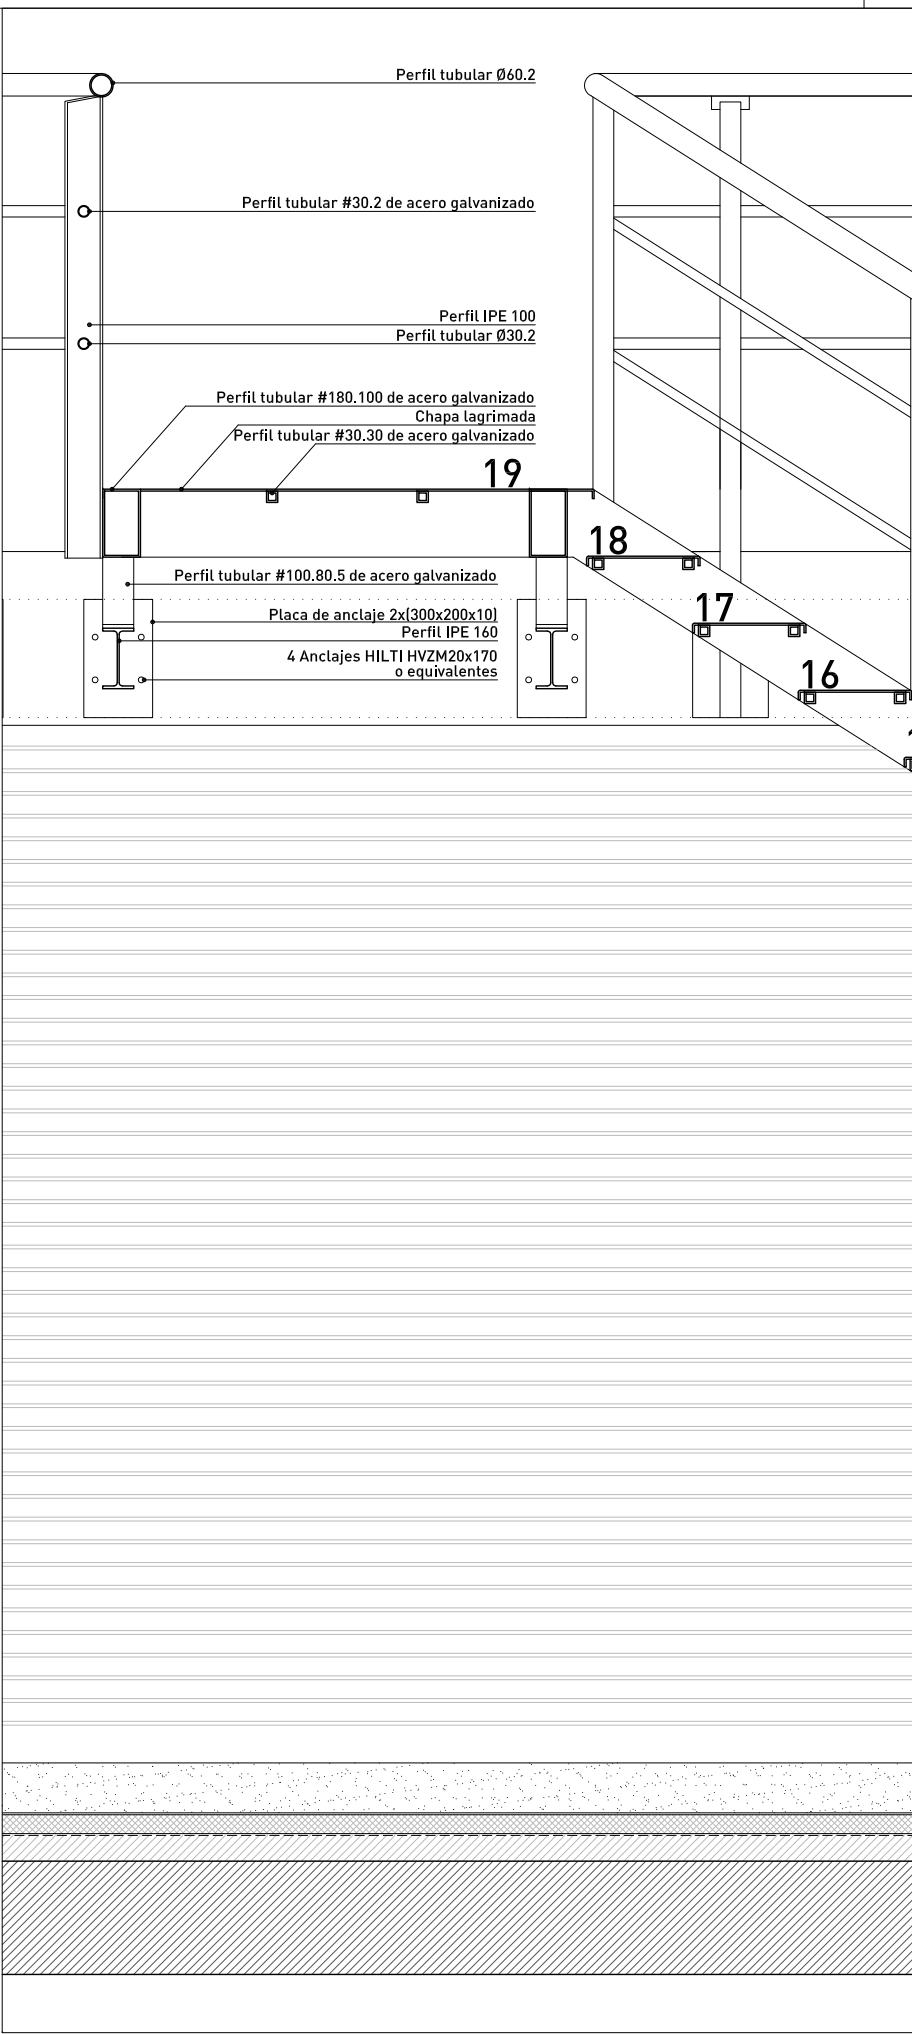 Perfil tubular Ø60.2
Perfil tubular #30.2 de acero galvanizado
Perfil IPE 100
Perfil tubular Ø30.2
Perfil tubular #180.100 de acero galvanizado
Chapa lagrimada
Perfil tubular #30.30 de acero galvanizado
19
18
Perfil tubular #100.80.5 de acero galvanizado
17
Placa de anclaje 2x(300x200x10)
Perfil IPE 160
4 Anclajes HILTI HVZM20x170
o equivalentes
16